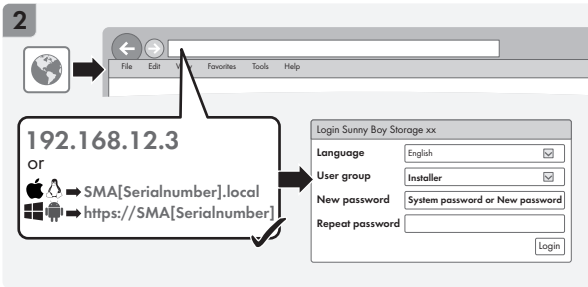 2
File Edit View Favorites Tools Help
192.168.12.3
or
SMA[Serialnumber].local
https://SMA[Serialnumber]
Login Sunny Boy Storage xx
Language English
User group Installer
New password System password or New password
Repeat password
Login